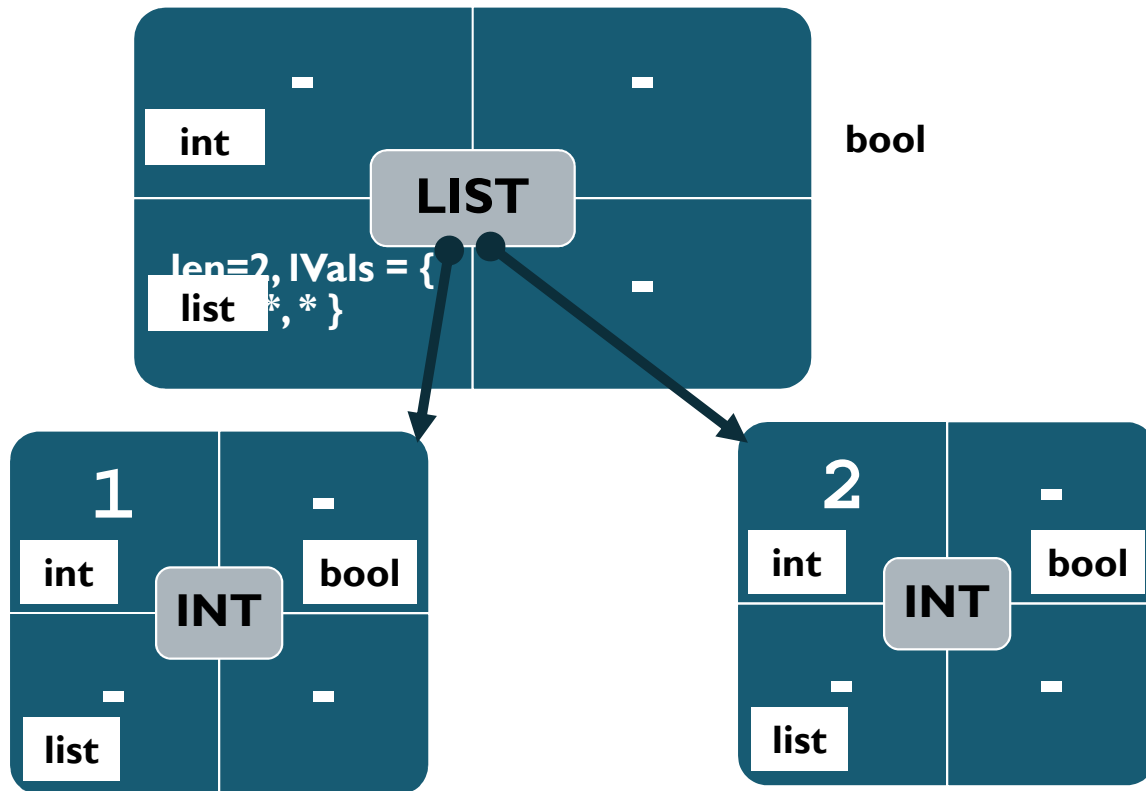 -
-
int
bool
LIST
len=2, lVals = {
list *, * }
-
1
-
int
bool
INT
-
-
list
2
-
int
bool
INT
-
-
list